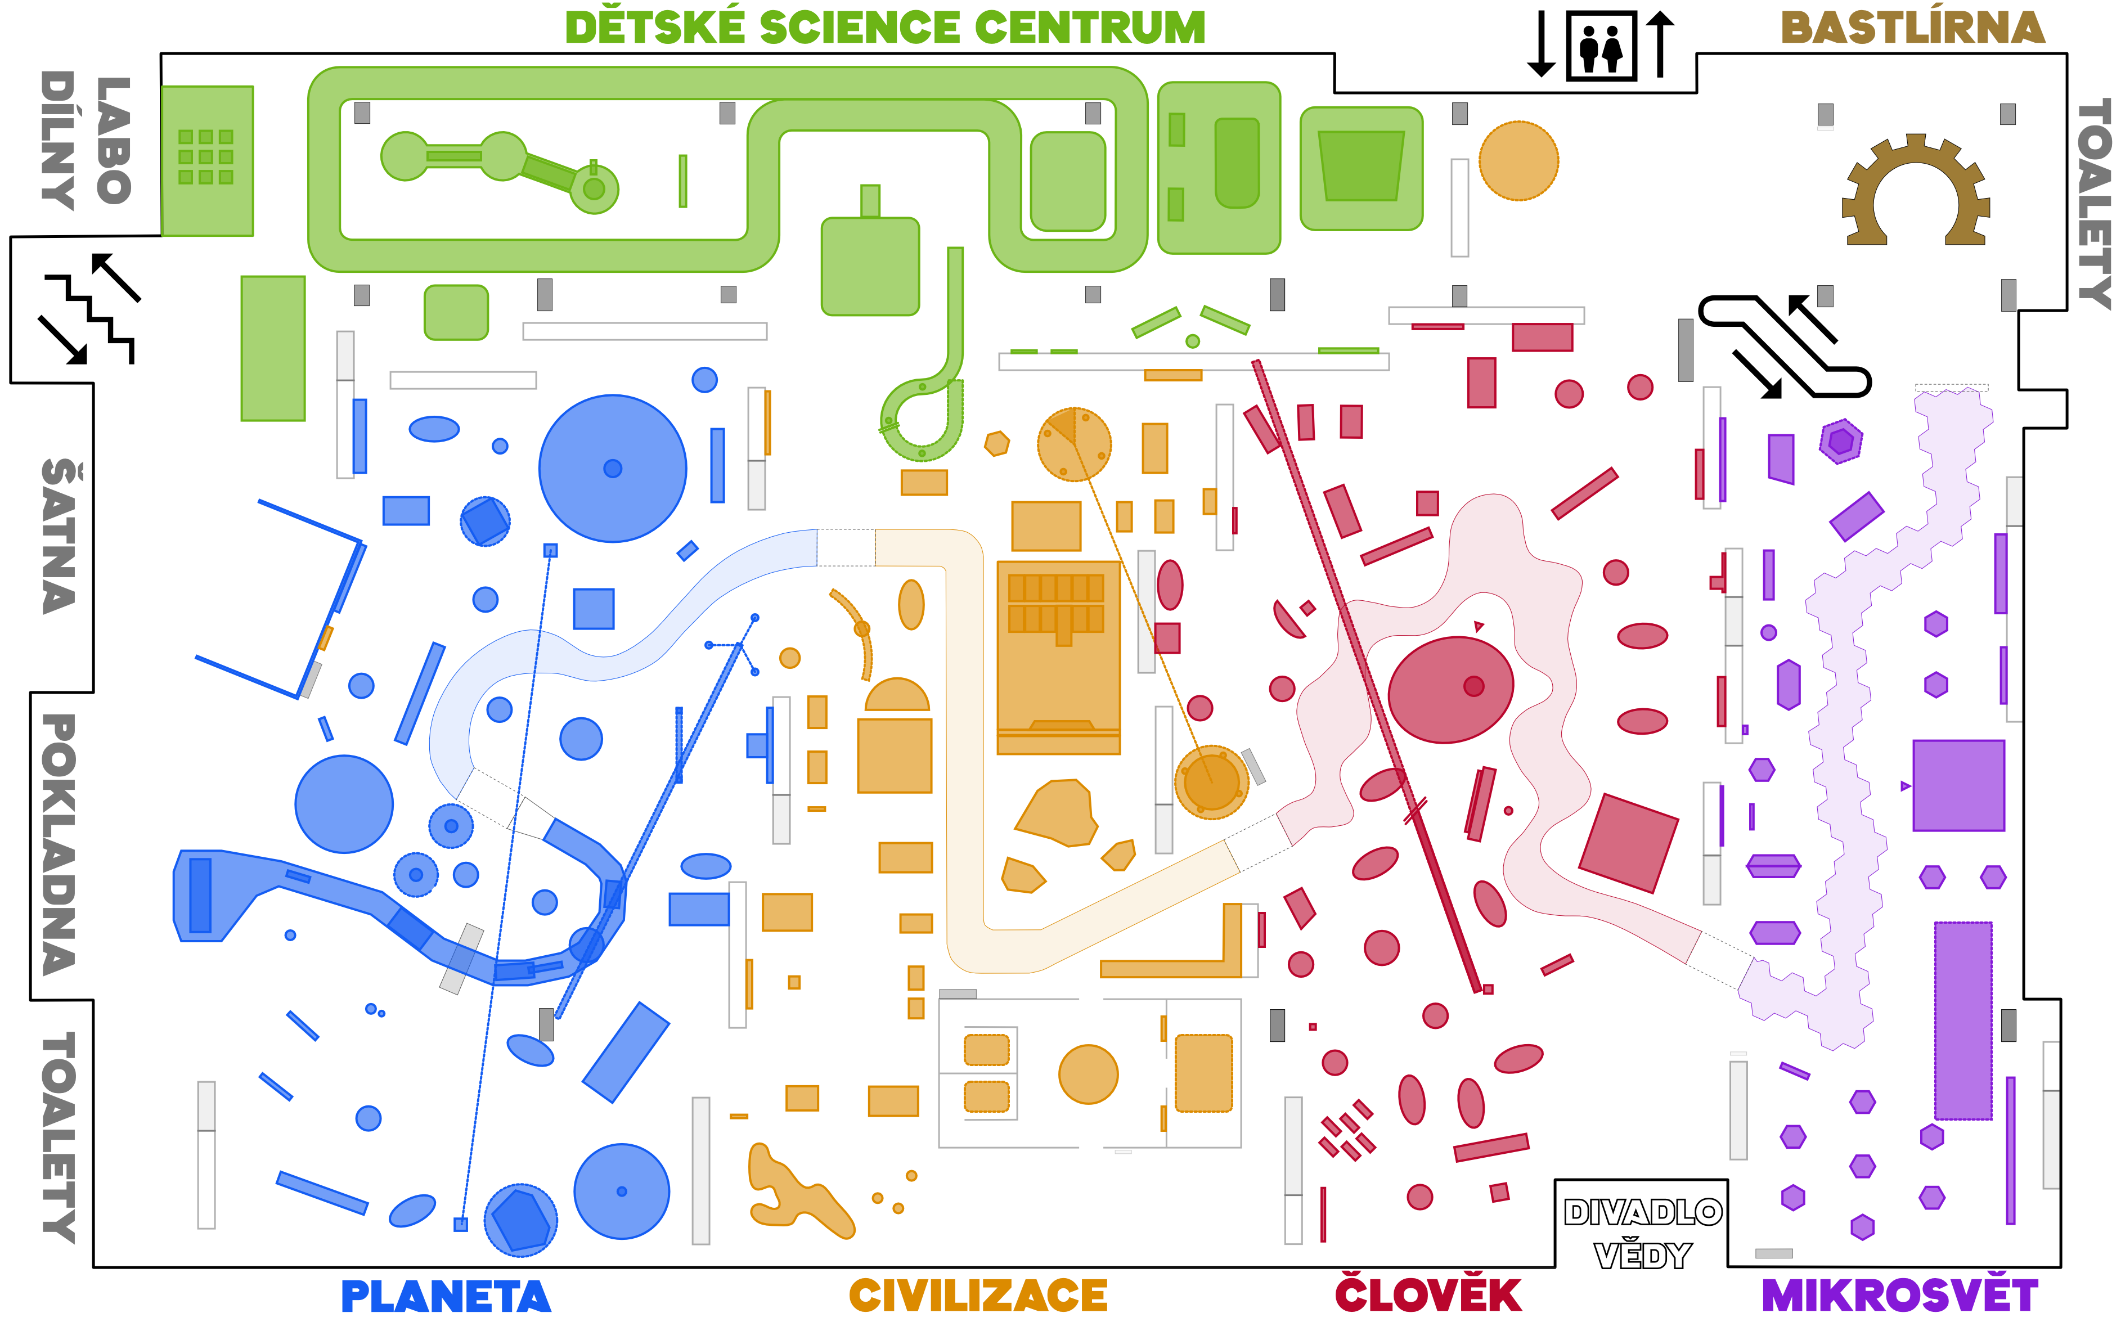 DĚTSKÉ SCIENCE CENTRUM
BASTLÍRNA
LABO
DÍLNY
TOALETY
ŠATNA
POKLADNA
TOALETY
DIVADLO
VĚDY
PLANETA
CIVILIZACE
ČLOVĚK
MIKROSVĚT